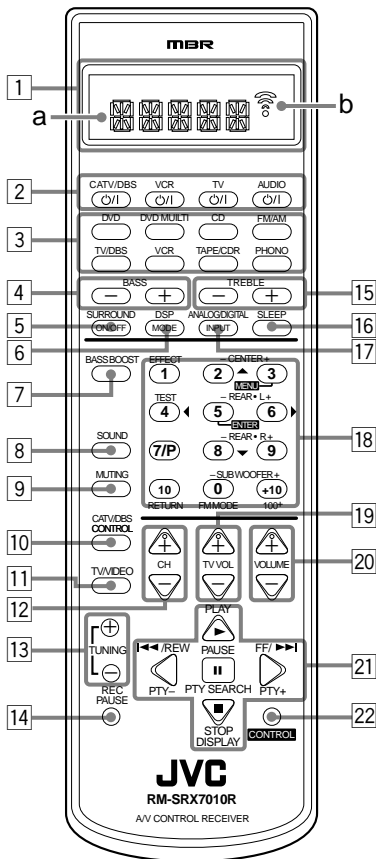 MBR
1
a
b
2
CATV/DBS VCR TV AUDIO
⏻/I ⏻/I ⏻/I ⏻/I
3
DVD DVD MULTI CD FM/AM
TV/DBS VCR TAPE/CDR PHONO
4
BASS TREBLE
– + – +
15
5
SURROUND DSP ANALOG/DIGITAL SLEEP
ON/OFF MODE INPUT
16
6
17
7
BASS BOOST
EFFECT – CENTER +
1 2 ▲ 3
MENU
TEST – REAR • L +
4 ◄ 5 6 ►
ENTER
– REAR • R +
7/P 8 ▼ 9
– SUBWOOFER +
10 0 +10
RETURN FM MODE 100+
18
8
SOUND
9
MUTING
10
CATV/DBS
CONTROL
11
TV/VIDEO
12
+ + +
CH TV VOL VOLUME
– – –
19
20
13
+
TUNING
–
REC
PAUSE
14
PLAY
►
|◄◄ /REW PAUSE FF/ ►►|
II
PTY– PTY SEARCH PTY+
■
STOP
DISPLAY
21
22
CONTROL
JVC
RM-SRX7010R
A/V CONTROL RECEIVER